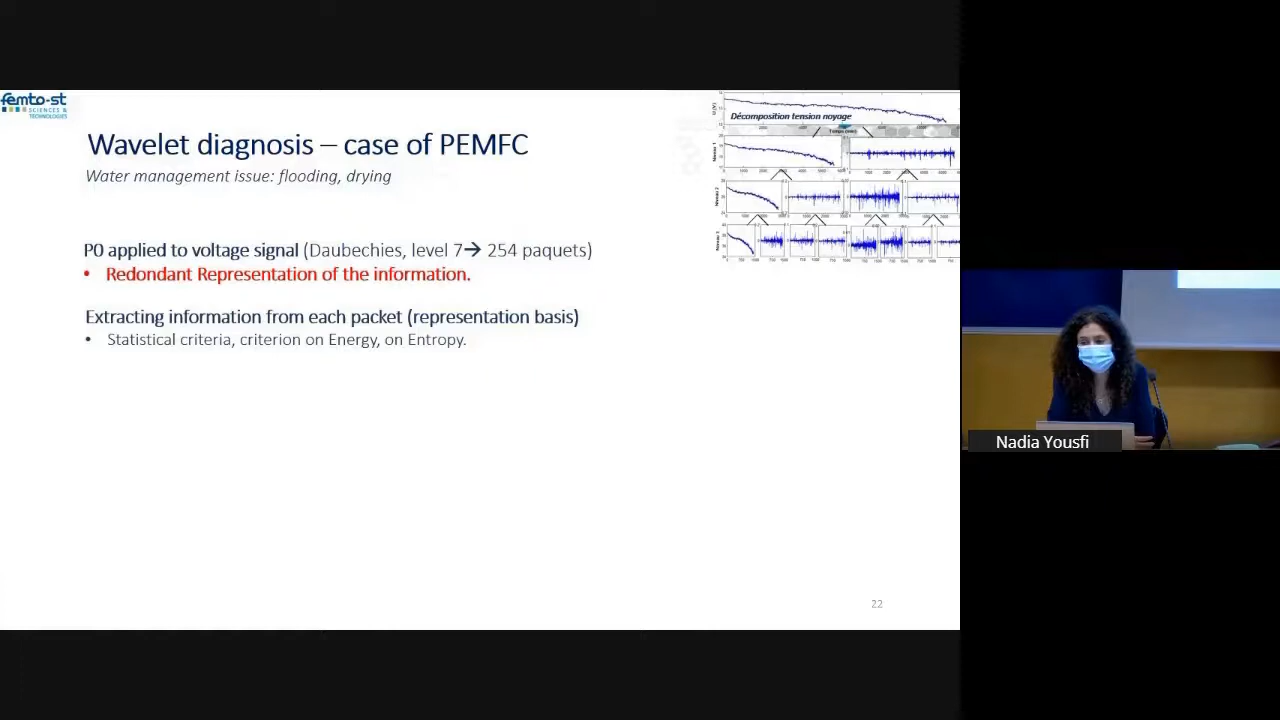 femto-st
SCIENCES &
TECHNOLOGIES
Wavelet diagnosis – case of PEMFC
Water management issue: flooding, drying
Décomposition tension noyage
P0 applied to voltage signal (Daubechies, level 7→ 254 paquets)
• Redondant Representation of the information.
Extracting information from each packet (representation basis)
• Statistical criteria, criterion on Energy, on Entropy.
22
Nadia Yousfi